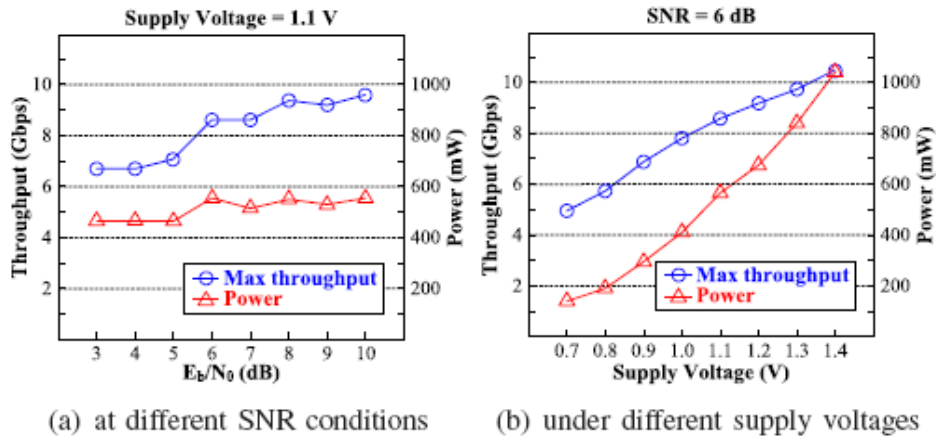 Supply Voltage = 1.1 V
Throughput (Gbps)
10
8
6
4
2
1000
800
600
400
200
Power (mW)
Max throughput
Power
3 4 5 6 7 8 9 10
E_b/N_0 (dB)
(a) at different SNR conditions
SNR = 6 dB
Throughput (Gbps)
10
8
6
4
2
1000
800
600
400
200
Power (mW)
Max throughput
Power
0.7 0.8 0.9 1.0 1.1 1.2 1.3 1.4
Supply Voltage (V)
(b) under different supply voltages